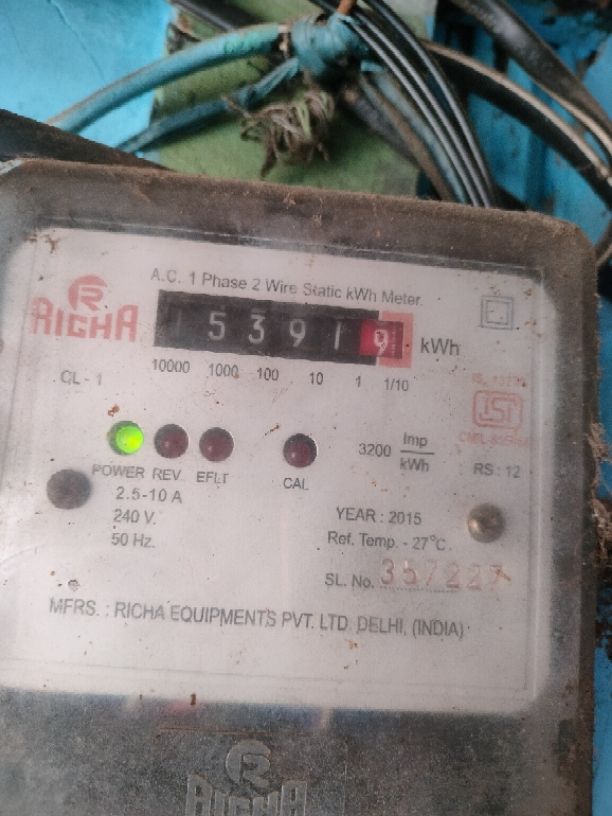 A.C. 1 Phase 2 Wire Static kWh Meter.
RICHA
1 5 3 9 1 9 kWh
10000 1000 100 10 1 1/10
CL - 1
POWER REV. EFLT CAL
3200 Imp/kWh
RS : 12
2.5-10 A
240 V.
50 Hz.
YEAR : 2015
Ref. Temp. - 27°C
SL. No. 357227
MFRS. : RICHA EQUIPMENTS PVT. LTD. DELHI, (INDIA)
RICHA